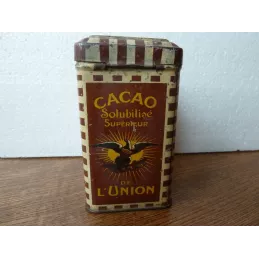 CACAO
Solubilisé
SUPÉRIEUR
DE
L'UNION